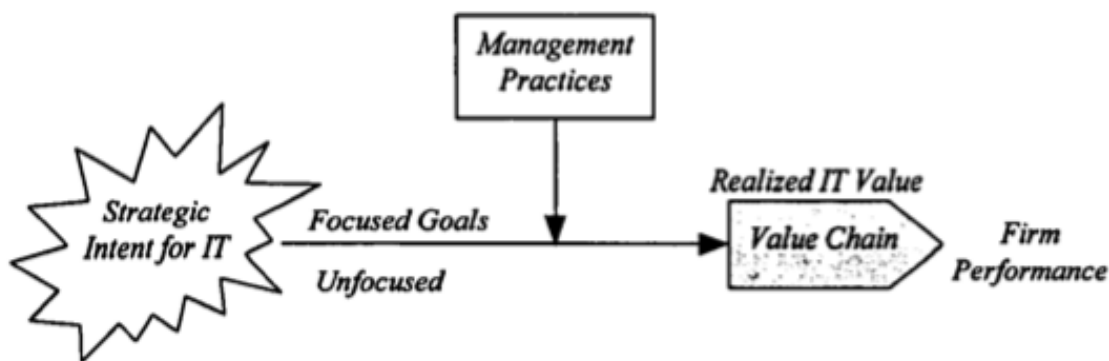 Management
Practices
Strategic
Intent for IT
Focused Goals
Unfocused
Realized IT Value
Value Chain
Firm
Performance